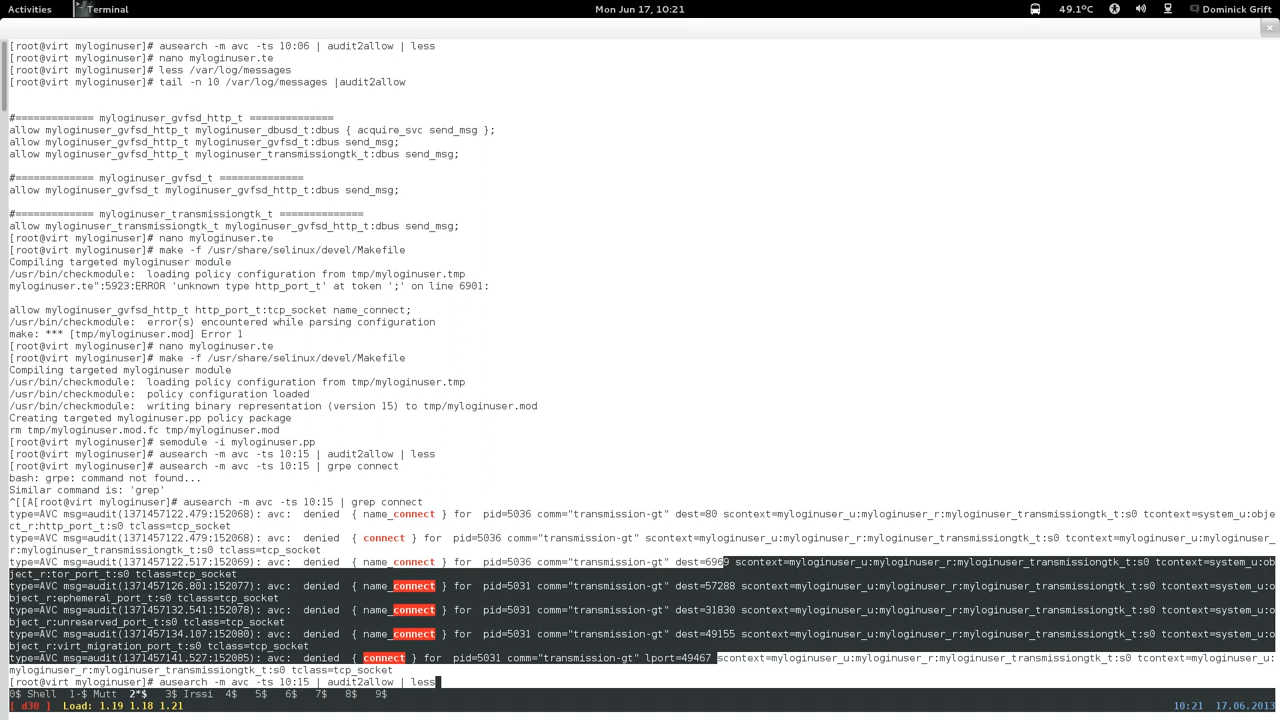 Activities Terminal Mon Jun 17, 10:21 49.1°C Dominick Grift
[root@virt myloginuser]# ausearch -m avc -ts 10:06 | audit2allow | less
[root@virt myloginuser]# nano myloginuser.te
[root@virt myloginuser]# less /var/log/messages
[root@virt myloginuser]# tail -n 10 /var/log/messages |audit2allow
#============= myloginuser_gvfsd_http_t ==============
allow myloginuser_gvfsd_http_t myloginuser_dbusd_t:dbus { acquire_svc send_msg };
allow myloginuser_gvfsd_http_t myloginuser_gvfsd_t:dbus send_msg;
allow myloginuser_gvfsd_http_t myloginuser_transmissiongtk_t:dbus send_msg;
#============= myloginuser_gvfsd_t ==============
allow myloginuser_gvfsd_t myloginuser_gvfsd_http_t:dbus send_msg;
#============= myloginuser_transmissiongtk_t ==============
allow myloginuser_transmissiongtk_t myloginuser_gvfsd_http_t:dbus send_msg;
[root@virt myloginuser]# nano myloginuser.te
[root@virt myloginuser]# make -f /usr/share/selinux/devel/Makefile
Compiling targeted myloginuser module
/usr/bin/checkmodule:  loading policy configuration from tmp/myloginuser.tmp
myloginuser.te":5923:ERROR 'unknown type http_port_t' at token ';' on line 6901:
allow myloginuser_gvfsd_http_t http_port_t:tcp_socket name_connect;
/usr/bin/checkmodule:  error(s) encountered while parsing configuration
make: *** [tmp/myloginuser.mod] Error 1
[root@virt myloginuser]# nano myloginuser.te
[root@virt myloginuser]# make -f /usr/share/selinux/devel/Makefile
Compiling targeted myloginuser module
/usr/bin/checkmodule:  loading policy configuration from tmp/myloginuser.tmp
/usr/bin/checkmodule:  policy configuration loaded
/usr/bin/checkmodule:  writing binary representation (version 15) to tmp/myloginuser.mod
Creating targeted myloginuser.pp policy package
rm tmp/myloginuser.mod.fc tmp/myloginuser.mod
[root@virt myloginuser]# semodule -i myloginuser.pp
[root@virt myloginuser]# ausearch -m avc -ts 10:15 | audit2allow | less
[root@virt myloginuser]# ausearch -m avc -ts 10:15 | grpe connect
bash: grpe: command not found...
Similar command is: 'grep'
^[[A[root@virt myloginuser]# ausearch -m avc -ts 10:15 | grep connect
type=AVC msg=audit(1371457122.479:152068): avc:  denied  { name_connect } for  pid=5036 comm="transmission-gt" dest=80 scontext=myloginuser_u:myloginuser_r:myloginuser_transmissiongtk_t:s0 tcontext=system_u:obje
ct_r:http_port_t:s0 tclass=tcp_socket
type=AVC msg=audit(1371457122.479:152068): avc:  denied  { connect } for  pid=5036 comm="transmission-gt" scontext=myloginuser_u:myloginuser_r:myloginuser_transmissiongtk_t:s0 tcontext=myloginuser_u:myloginuser_
r:myloginuser_transmissiongtk_t:s0 tclass=tcp_socket
type=AVC msg=audit(1371457122.517:152069): avc:  denied  { name_connect } for  pid=5036 comm="transmission-gt" dest=6969 scontext=myloginuser_u:myloginuser_r:myloginuser_transmissiongtk_t:s0 tcontext=system_u:ob
ject_r:tor_port_t:s0 tclass=tcp_socket
type=AVC msg=audit(1371457126.801:152077): avc:  denied  { name_connect } for  pid=5031 comm="transmission-gt" dest=57288 scontext=myloginuser_u:myloginuser_r:myloginuser_transmissiongtk_t:s0 tcontext=system_u:o
bject_r:ephemeral_port_t:s0 tclass=tcp_socket
type=AVC msg=audit(1371457132.541:152078): avc:  denied  { name_connect } for  pid=5031 comm="transmission-gt" dest=31830 scontext=myloginuser_u:myloginuser_r:myloginuser_transmissiongtk_t:s0 tcontext=system_u:o
bject_r:unreserved_port_t:s0 tclass=tcp_socket
type=AVC msg=audit(1371457134.107:152080): avc:  denied  { name_connect } for  pid=5031 comm="transmission-gt" dest=49155 scontext=myloginuser_u:myloginuser_r:myloginuser_transmissiongtk_t:s0 tcontext=system_u:o
bject_r:virt_migration_port_t:s0 tclass=tcp_socket
type=AVC msg=audit(1371457141.527:152085): avc:  denied  { connect } for  pid=5031 comm="transmission-gt" lport=49467 scontext=myloginuser_u:myloginuser_r:myloginuser_transmissiongtk_t:s0 tcontext=myloginuser_u:
myloginuser_r:myloginuser_transmissiongtk_t:s0 tclass=tcp_socket
[root@virt myloginuser]# ausearch -m avc -ts 10:15 | audit2allow | less
0$ Shell  1-$ Mutt  2*$  3$ Irssi  4$  5$  6$  7$  8$  9$
[ d30 ]  Load: 1.19 1.18 1.21 10:21 17.06.2013